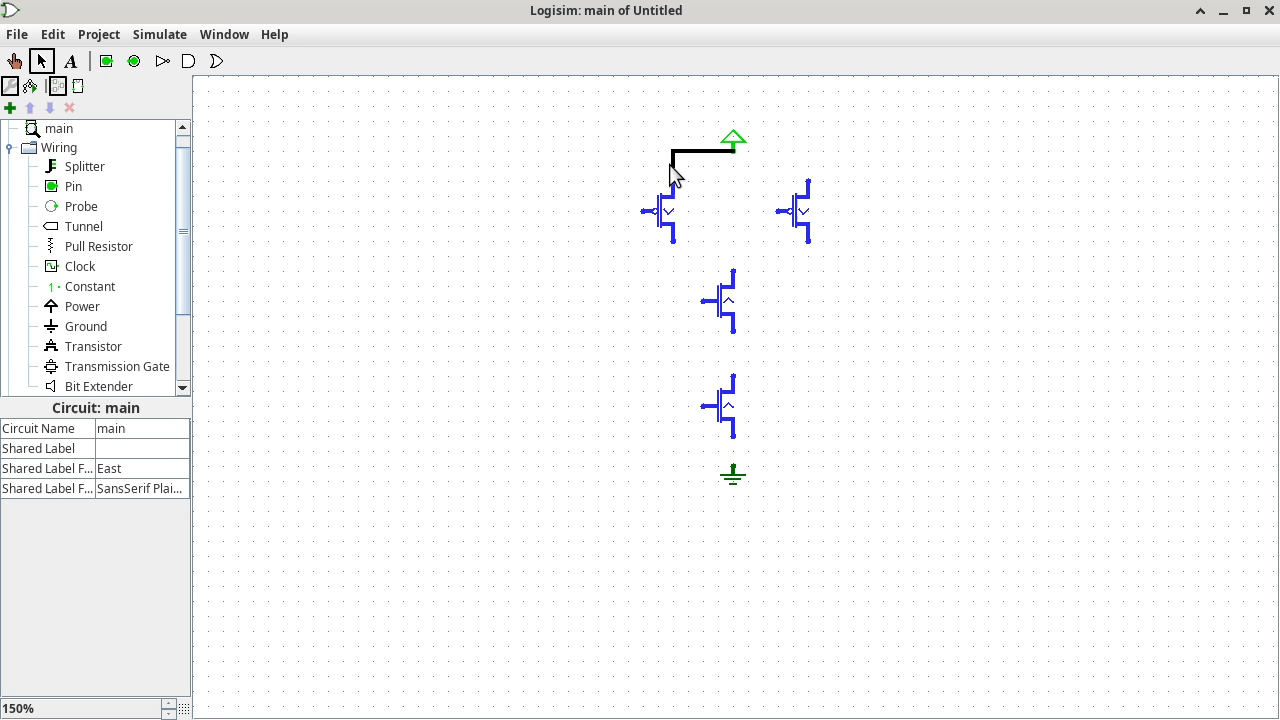 Logisim: main of Untitled
File Edit Project Simulate Window Help
A
main
Wiring
Splitter
Pin
Probe
Tunnel
Pull Resistor
Clock
1 Constant
Power
Ground
Transistor
Transmission Gate
Bit Extender
Circuit: main
Circuit Name main
Shared Label
Shared Label F... East
Shared Label F... SansSerif Plai...
150%